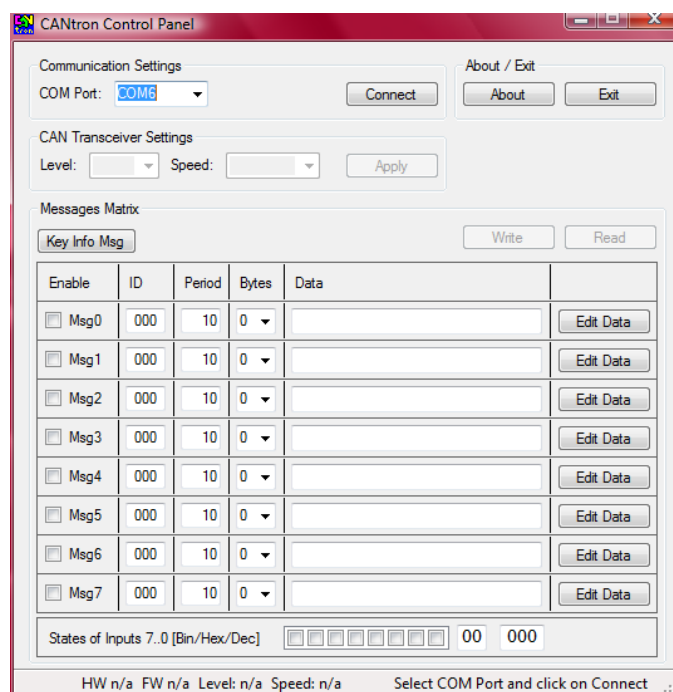 CANtron Control Panel
Communication Settings About / Exit
COM Port: COM6 Connect About Exit
CAN Transceiver Settings
Level: Speed: Apply
Messages Matrix
Key Info Msg Write Read
Enable ID Period Bytes Data
Msg0 000 10 0 Edit Data
Msg1 000 10 0 Edit Data
Msg2 000 10 0 Edit Data
Msg3 000 10 0 Edit Data
Msg4 000 10 0 Edit Data
Msg5 000 10 0 Edit Data
Msg6 000 10 0 Edit Data
Msg7 000 10 0 Edit Data
States of Inputs 7..0 [Bin/Hex/Dec] 00 000
HW n/a FW n/a Level: n/a Speed: n/a Select COM Port and click on Connect